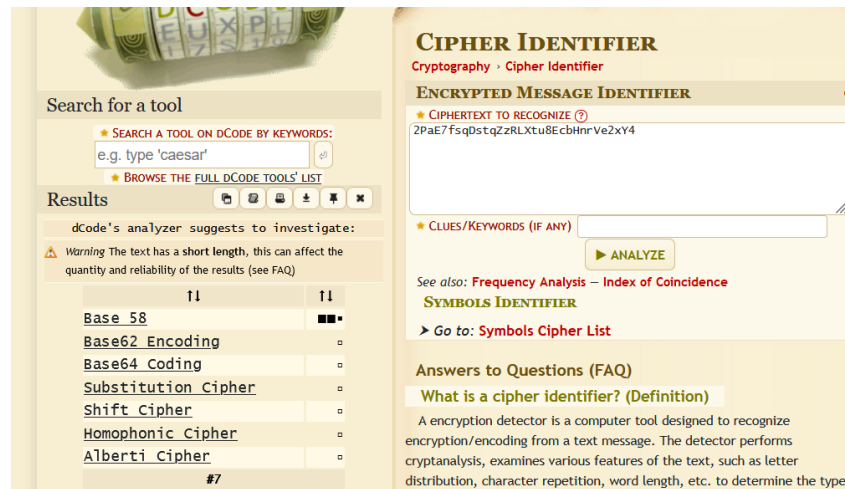 Search for a tool
★ SEARCH A TOOL ON DCODE BY KEYWORDS:
e.g. type 'caesar'
★ BROWSE THE FULL DCODE TOOLS' LIST
Results
dCode's analyzer suggests to investigate:
Warning The text has a short length, this can affect the
quantity and reliability of the results (see FAQ)
↑↓ ↑↓
Base 58 ■■▪
Base62 Encoding ▫
Base64 Coding ▫
Substitution Cipher ▫
Shift Cipher ▫
Homophonic Cipher ▫
Alberti Cipher ▫
#7
CIPHER IDENTIFIER
Cryptography › Cipher Identifier
ENCRYPTED MESSAGE IDENTIFIER
★ CIPHERTEXT TO RECOGNIZE ?
2PaE7fsqDstqZzRLXtu8EcbHnrVe2xY4
★ CLUES/KEYWORDS (IF ANY)
▶ ANALYZE
See also: Frequency Analysis — Index of Coincidence
SYMBOLS IDENTIFIER
➤ Go to: Symbols Cipher List
Answers to Questions (FAQ)
What is a cipher identifier? (Definition)
A encryption detector is a computer tool designed to recognize
encryption/encoding from a text message. The detector performs
cryptanalysis, examines various features of the text, such as letter
distribution, character repetition, word length, etc. to determine the type